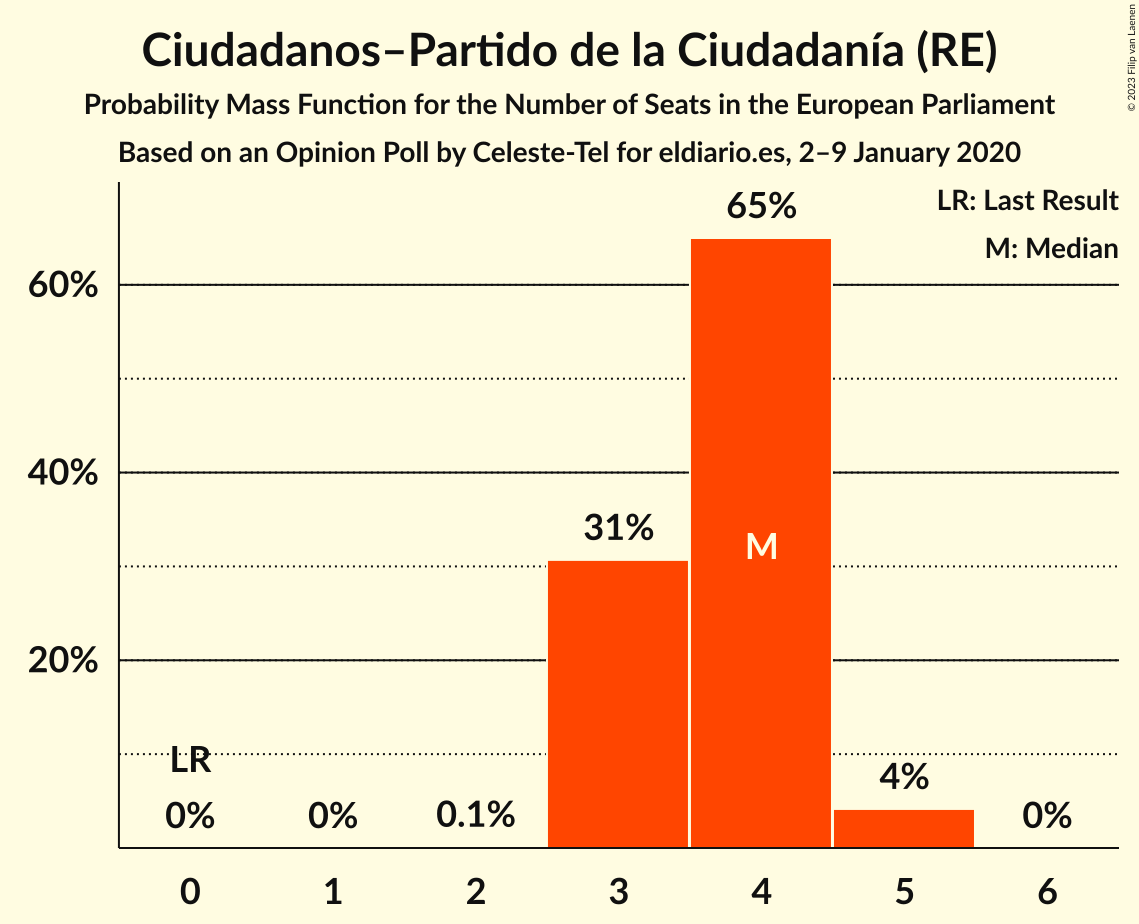 Ciudadanos–Partido de la Ciudadanía (RE)
Probability Mass Function for the Number of Seats in the European Parliament
Based on an Opinion Poll by Celeste-Tel for eldiario.es, 2–9 January 2020
© 2023 Filip van Laenen
LR: Last Result
M: Median
65%
60%
40%
31%
M
20%
LR
4%
0% 0% 0.1% 0%
0 1 2 3 4 5 6